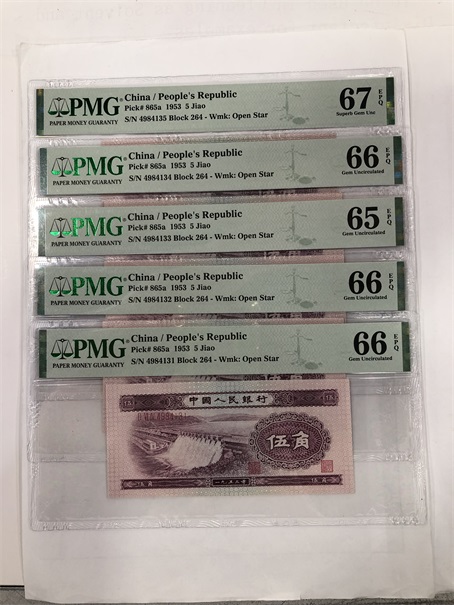 PMG® China / People's Republic 67 EPQ
Pick# 865a 1953 5 Jiao
PAPER MONEY GUARANTY S/N 4984135 Block 264 - Wmk: Open Star Superb Gem Unc
PMG® China / People's Republic 66 EPQ
Pick# 865a 1953 5 Jiao
PAPER MONEY GUARANTY S/N 4984134 Block 264 - Wmk: Open Star Gem Uncirculated
PMG® China / People's Republic 65 EPQ
Pick# 865a 1953 5 Jiao
PAPER MONEY GUARANTY S/N 4984133 Block 264 - Wmk: Open Star Gem Uncirculated
PMG® China / People's Republic 66 EPQ
Pick# 865a 1953 5 Jiao
PAPER MONEY GUARANTY S/N 4984132 Block 264 - Wmk: Open Star Gem Uncirculated
PMG® China / People's Republic 66 EPQ
Pick# 865a 1953 5 Jiao
PAPER MONEY GUARANTY S/N 4984131 Block 264 - Wmk: Open Star Gem Uncirculated
中國人民銀行
伍角
伍角 一九五三年 伍角